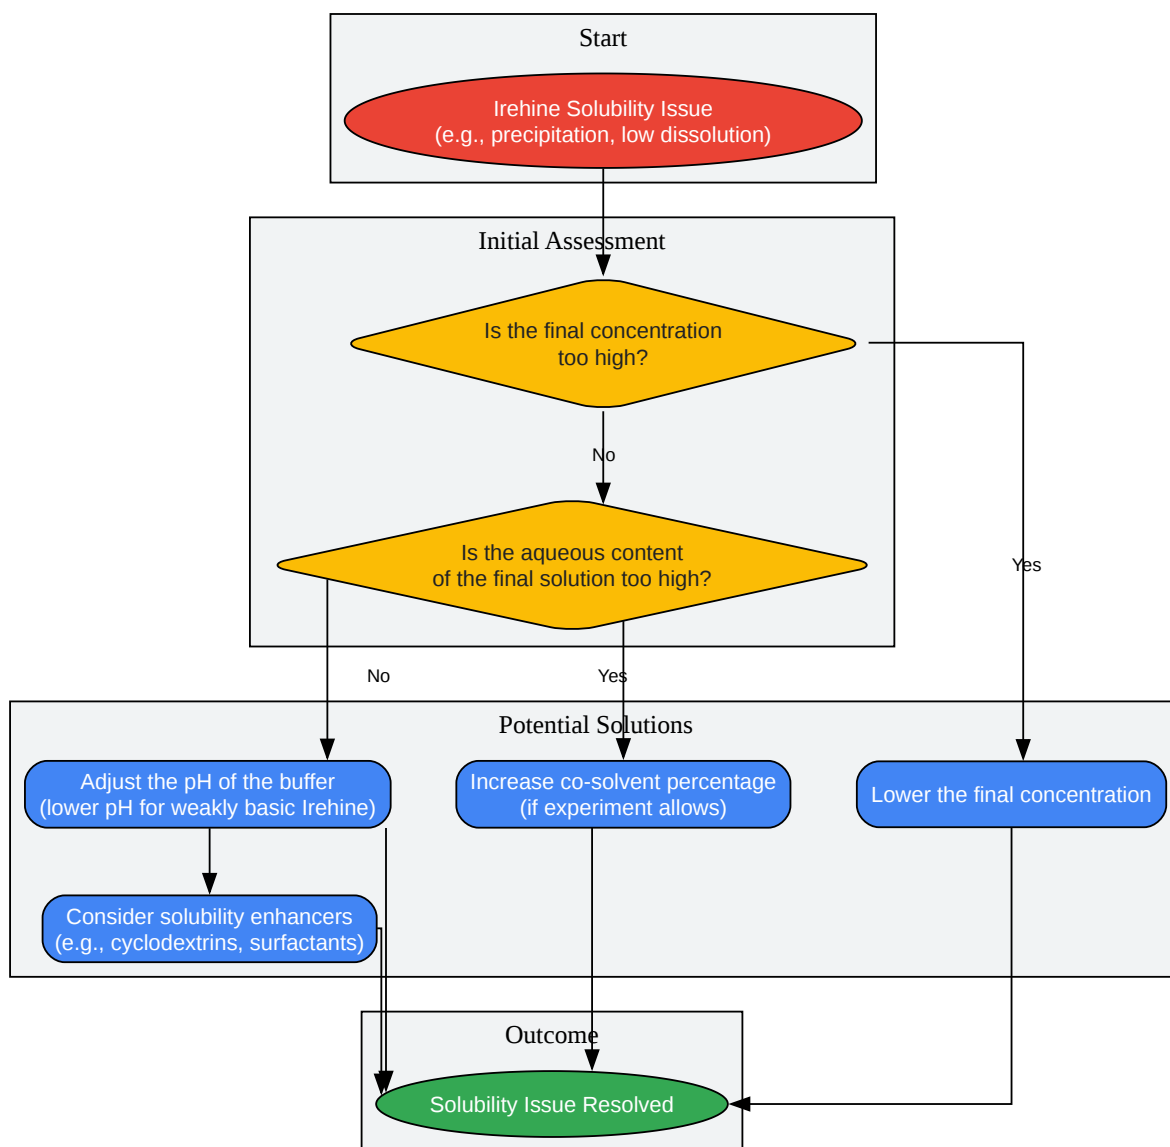 Start
Irehine Solubility Issue
(e.g., precipitation, low dissolution)
Initial Assessment
Is the final concentration
too high?
No
Is the aqueous content
of the final solution too high?
Yes
No
Yes
Potential Solutions
Adjust the pH of the buffer
(lower pH for weakly basic Irehine)
Increase co-solvent percentage
(if experiment allows)
Lower the final concentration
Consider solubility enhancers
(e.g., cyclodextrins, surfactants)
Outcome
Solubility Issue Resolved